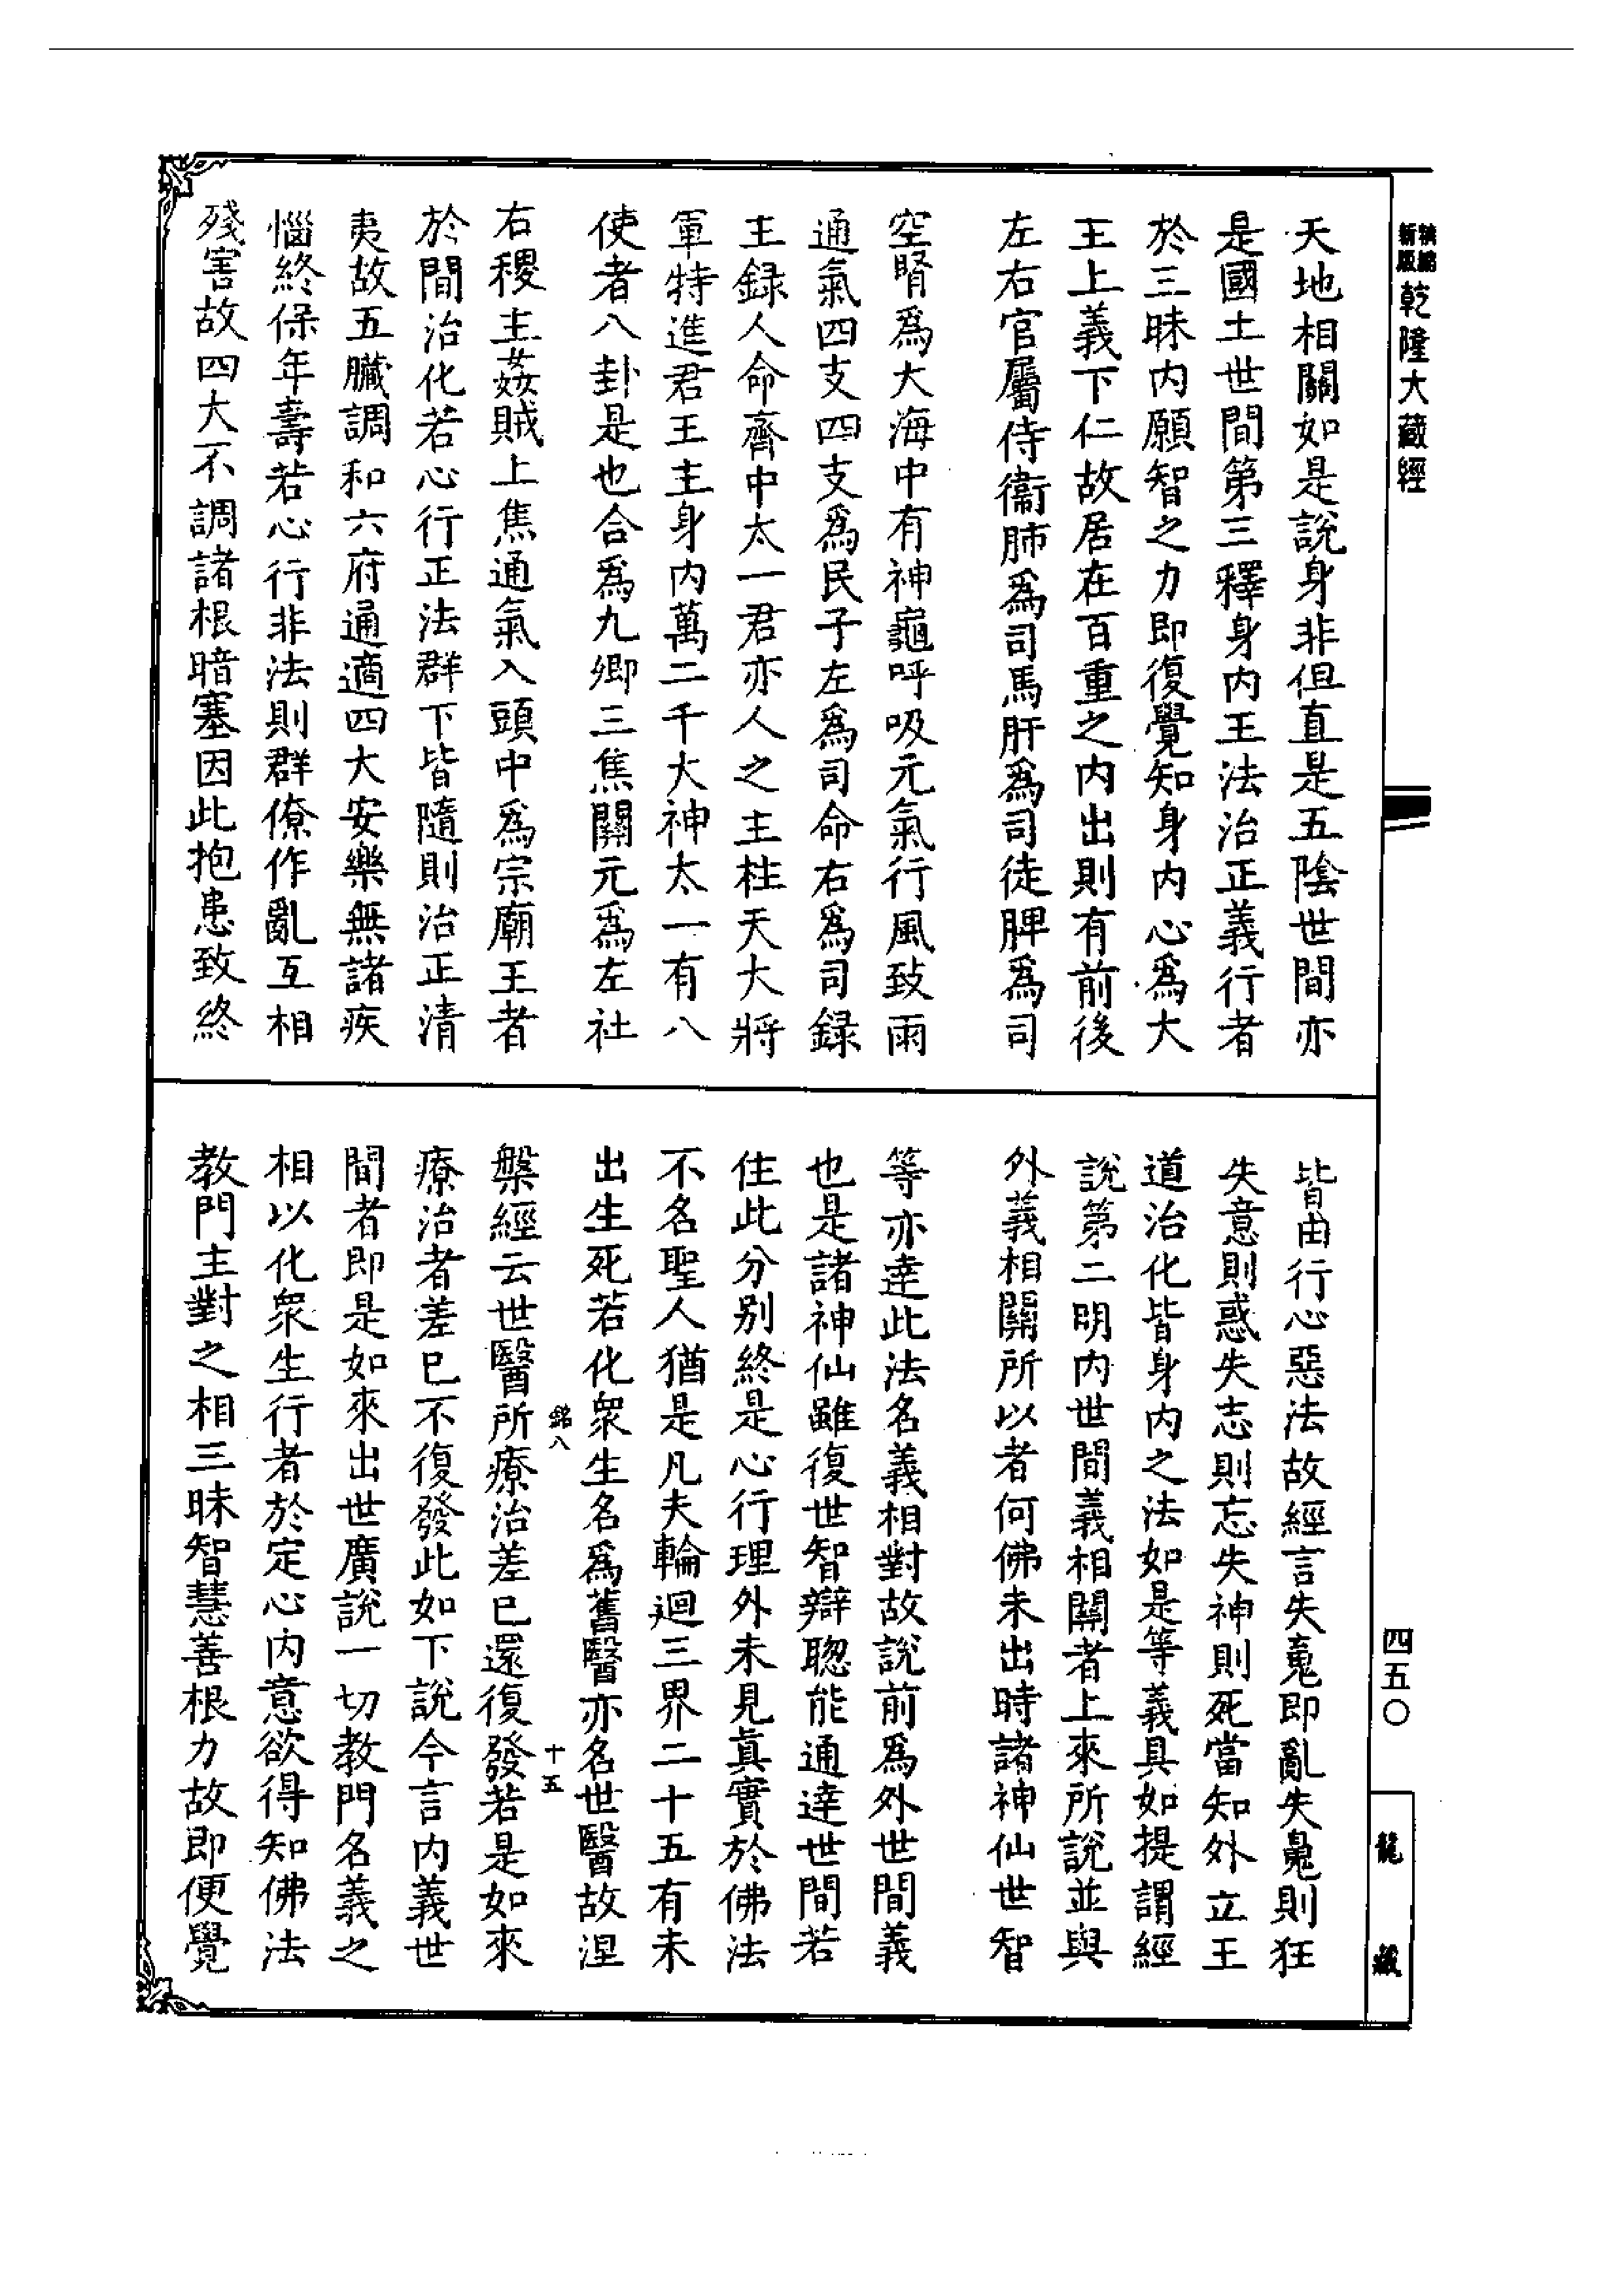 精縮新版乾隆大藏經
天地相關如是說身非但直是五陰世間亦
是國土世間第三釋身內王法治正義行者
於三昧內願智之力即復覺知身內心為大
王上義下仁故居在百重之內出則有前後
左右官屬侍衛肺為司馬肝為司徒脾為司
空腎為大海中有神龜呼吸元氣行風致雨
通氣四支四支為民子左為司命右為司錄
王錄人命齊中太一君亦人之主柱天大將
軍特進君王主身內萬二千大神太一有八
使者八卦是也合為九卿三焦關元為左社
右稷主姦賊上焦通氣入頭中為宗廟王者
於間治化若心行正法群下皆隨則治正清
夷故五臟調和六府通適四大安樂無諸疾
惱終保年壽若心行非法則群僚作亂互相
殘害故四大不調諸根暗塞因此抱患致終
皆由行心惡法故經言失䰟即亂失魄則狂
失意則惑失志則忘失神則死當知外立王
道治化皆身內之法如是等義具如提謂經
說第二明內世間義相關者上來所說並與
外義相關所以者何佛未出時諸神仙世智
等亦達此法名義相對故說前為外世間義
也是諸神仙雖復世智辯聰能通達世間若
住此分別終是心行理外未見真實於佛法
不名聖人猶是凡夫輪迴三界二十五有未
出生死若化眾生名為舊醫亦名世醫故涅
銘八
十五
槃經云世醫所療治差已還復發若是如來
療治者差已不復發此如下說今言內義世
間者即是如來出世廣說一切教門名義之
相以化眾生行者於定心內意欲得知佛法
教門主對之相三昧智慧善根力故即便覺
四五〇
龍藏